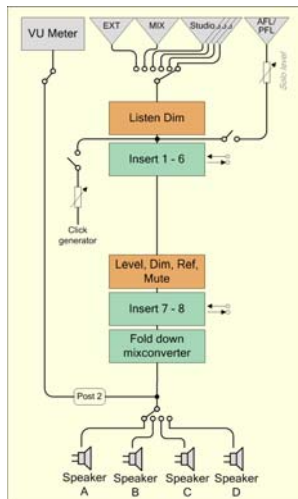 VU Meter
EXT
MIX
Studio
AFL/
PFL
Solo level
Listen Dim
Insert 1 - 6
Click
generator
Level, Dim, Ref,
Mute
Insert 7 - 8
Fold down
mixconverter
Post 2
Speaker
A
Speaker
B
Speaker
C
Speaker
D